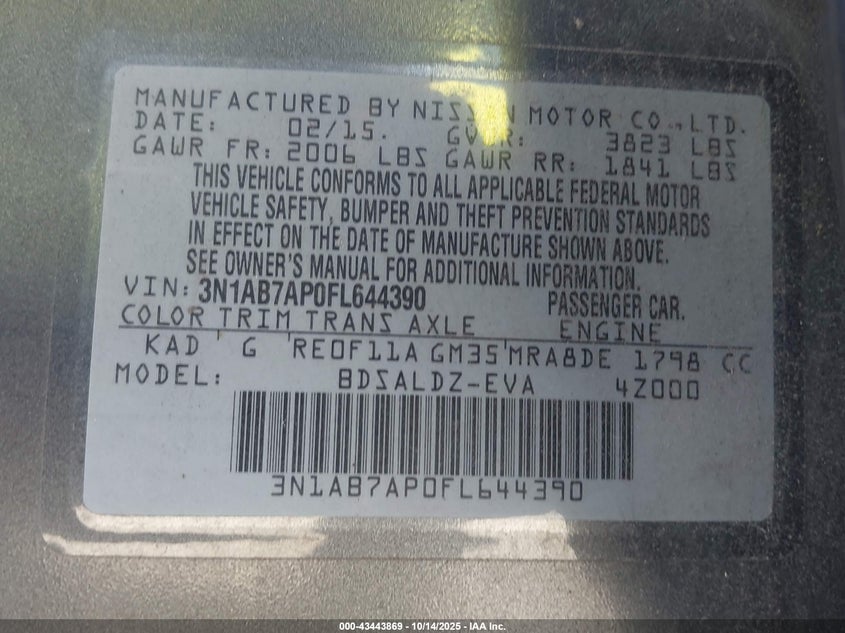 MANUFACTURED BY NISSAN MOTOR CO.,LTD.
DATE: 02/15. GVWR: 3823 LBS
GAWR FR: 2006 LBS GAWR RR: 1841 LBS
THIS VEHICLE CONFORMS TO ALL APPLICABLE FEDERAL MOTOR
VEHICLE SAFETY, BUMPER AND THEFT PREVENTION STANDARDS
IN EFFECT ON THE DATE OF MANUFACTURE SHOWN ABOVE.
SEE OWNER'S MANUAL FOR ADDITIONAL INFORMATION.
VIN: 3N1AB7AP0FL644390 PASSENGER CAR.
COLOR TRIM TRANS AXLE ENGINE
KAD G RE0F11A GM35 MRA8DE 1798 CC
MODEL: BDSALDZ-EVA 4Z000
3N1AB7AP0FL644390
000-43443869 - 10/14/2025 - IAA Inc.